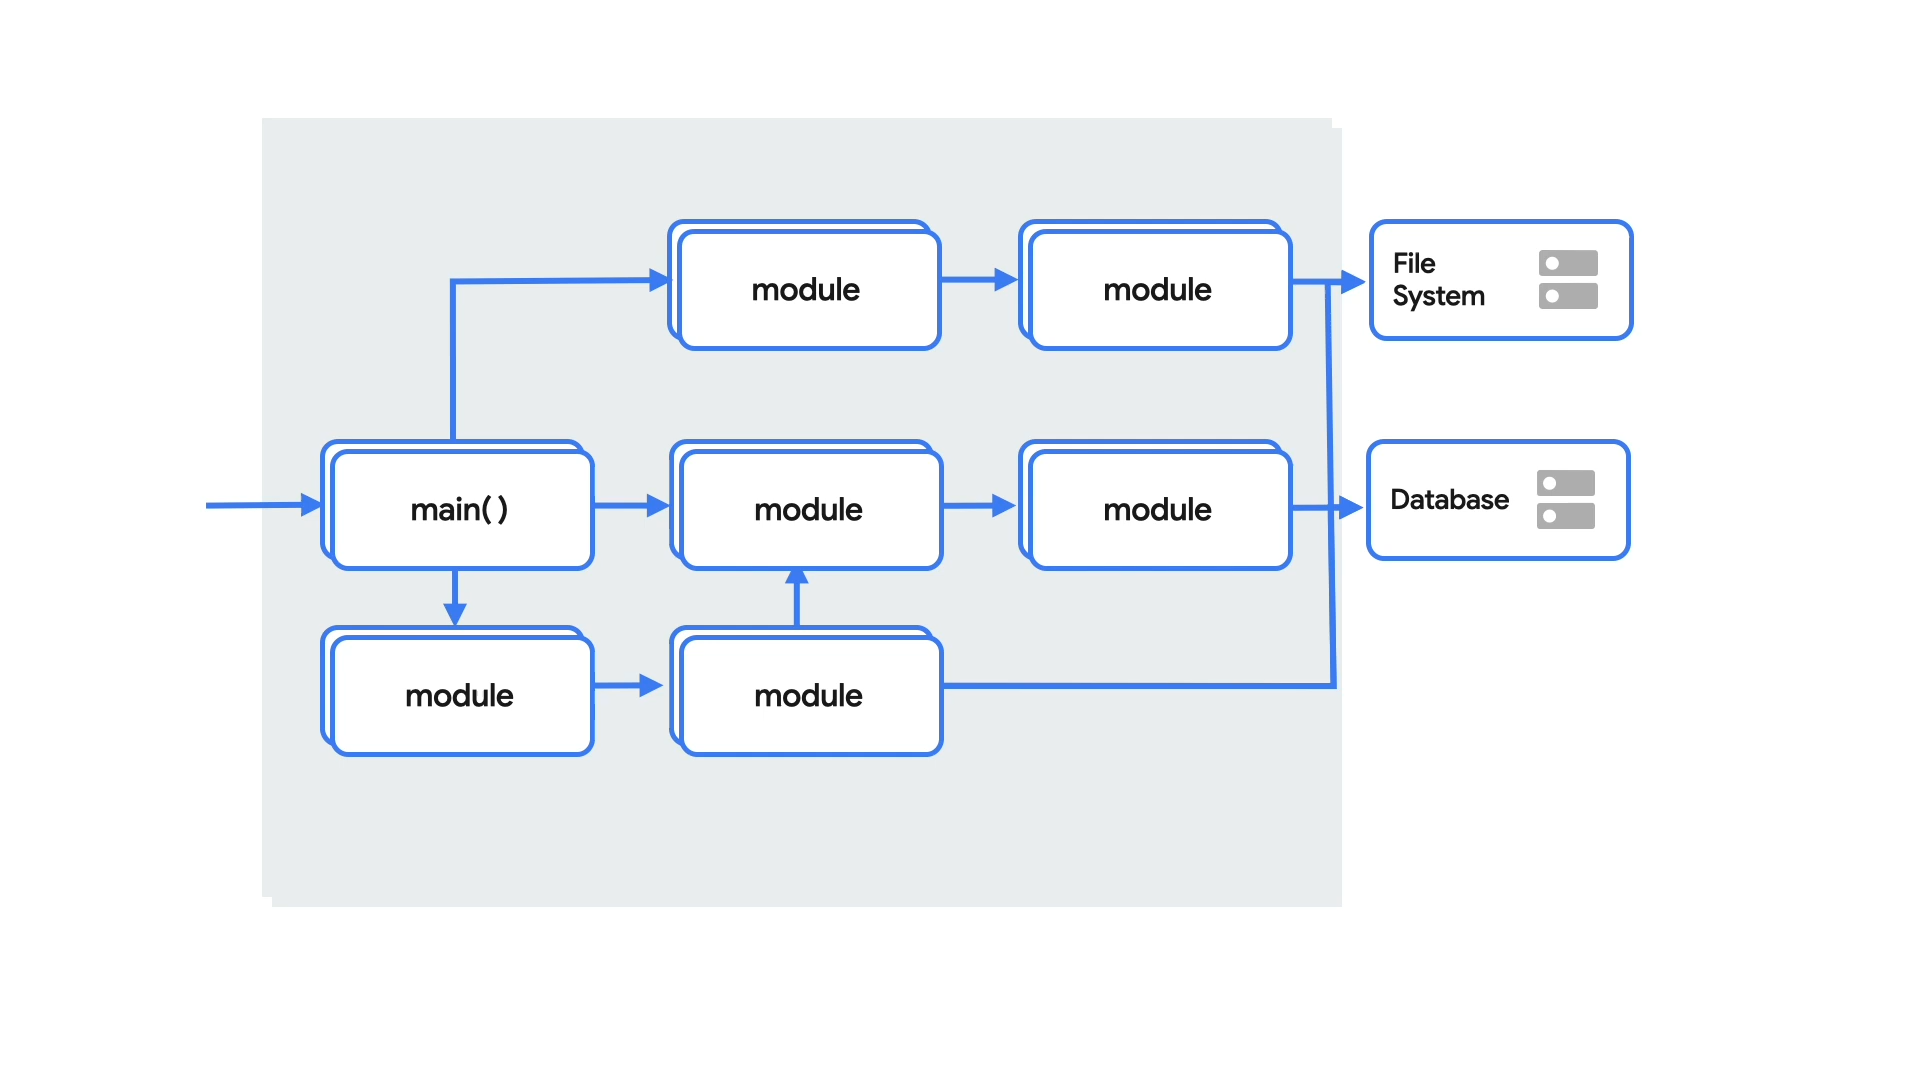 module
module
File
System
main( )
module
module
Database
module
module